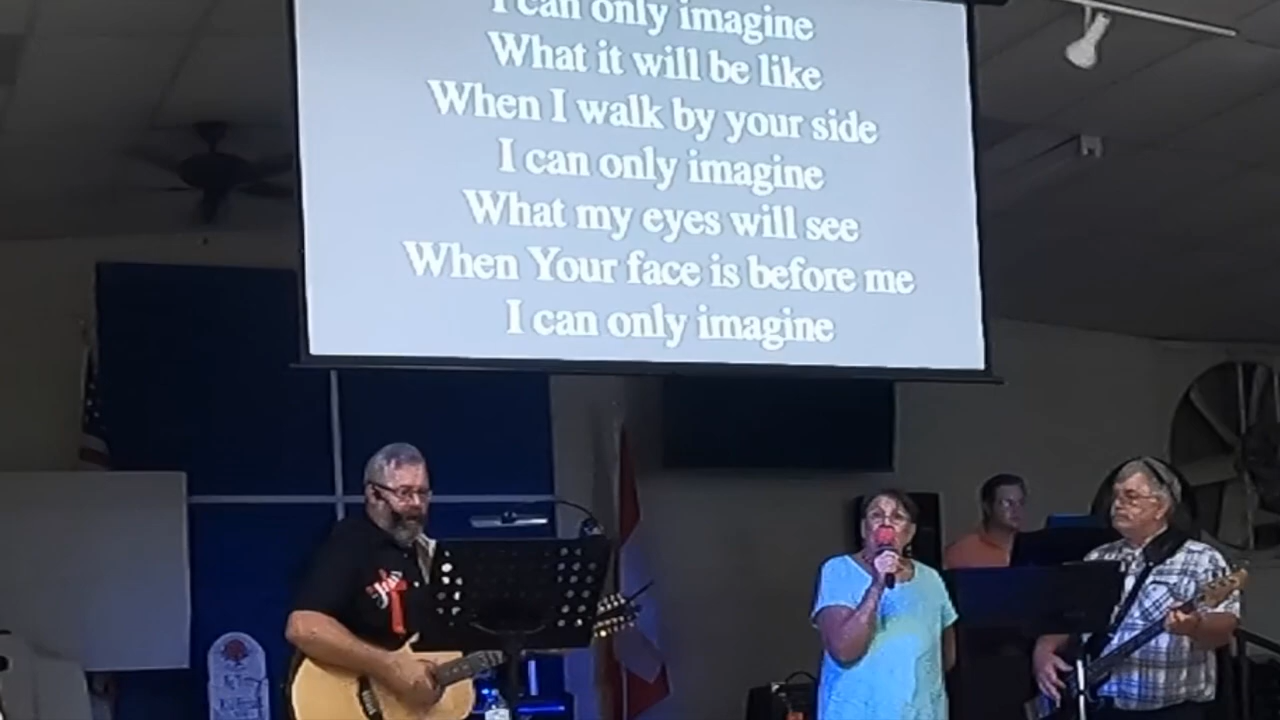 I can only imagine
What it will be like
When I walk by your side
I can only imagine
What my eyes will see
When Your face is before me
I can only imagine